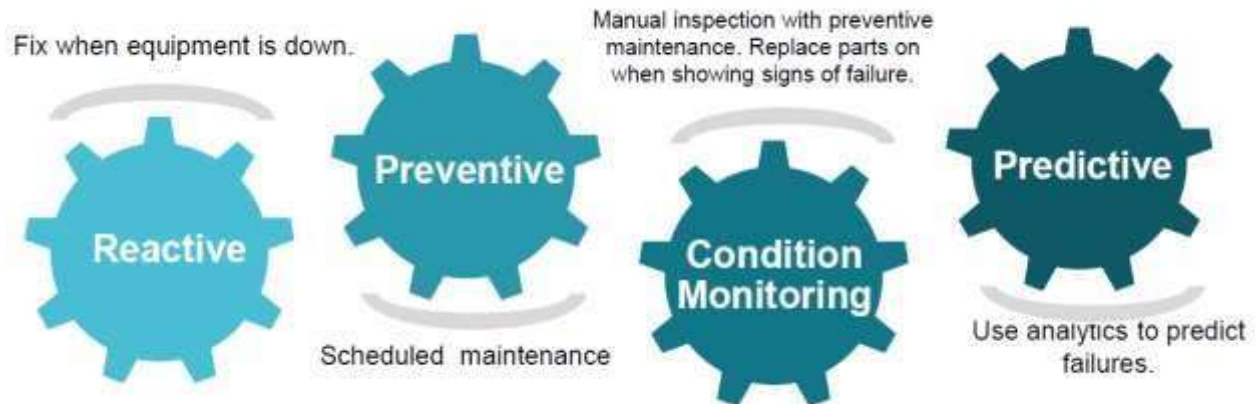 Fix when equipment is down.
Reactive
Preventive
Scheduled maintenance
Manual inspection with preventive
maintenance. Replace parts on
when showing signs of failure.
Condition
Monitoring
Predictive
Use analytics to predict
failures.